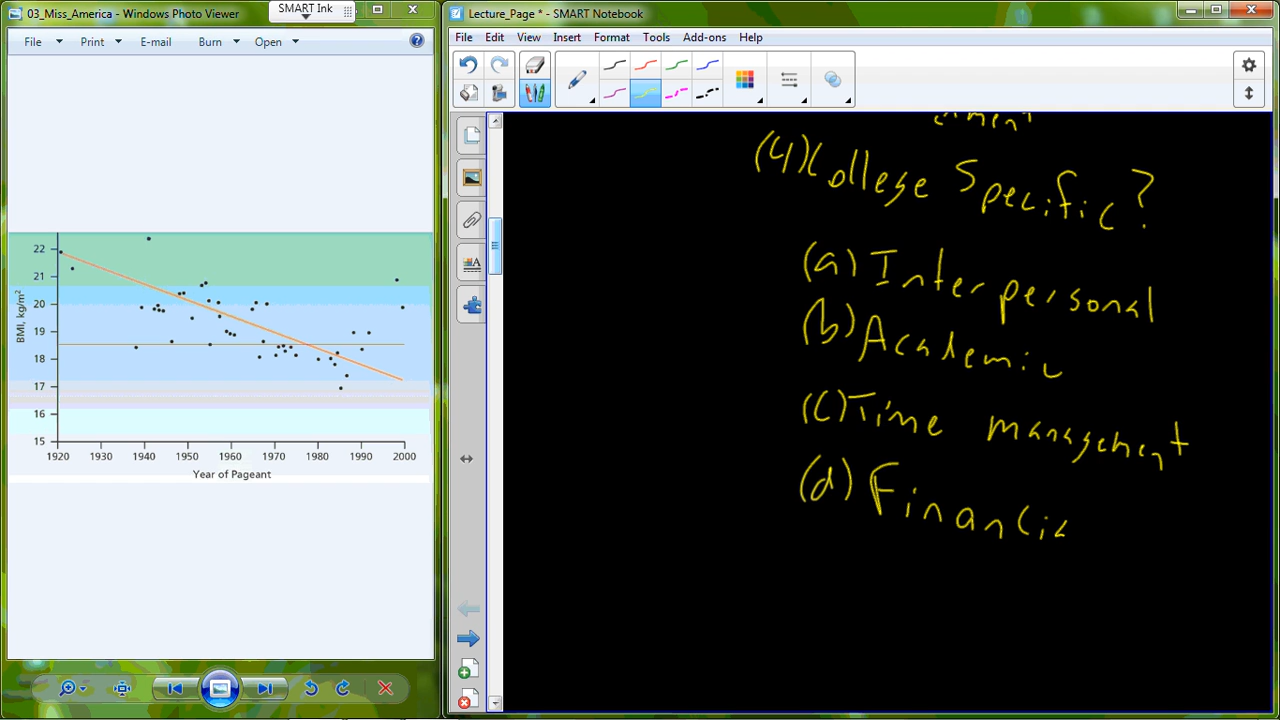 03_Miss_America - Windows Photo Viewer
SMART Ink
File Print E-mail Burn Open
22
21
20
19
18
17
16
15
BMI, kg/m²
1920 1930 1940 1950 1960 1970 1980 1990 2000
Year of Pageant
Lecture_Page * - SMART Notebook
File Edit View Insert Format Tools Add-ons Help
(4) College Specific?
(a) Interpersonal
(b) Academic
(c) Time management
(d) Financia